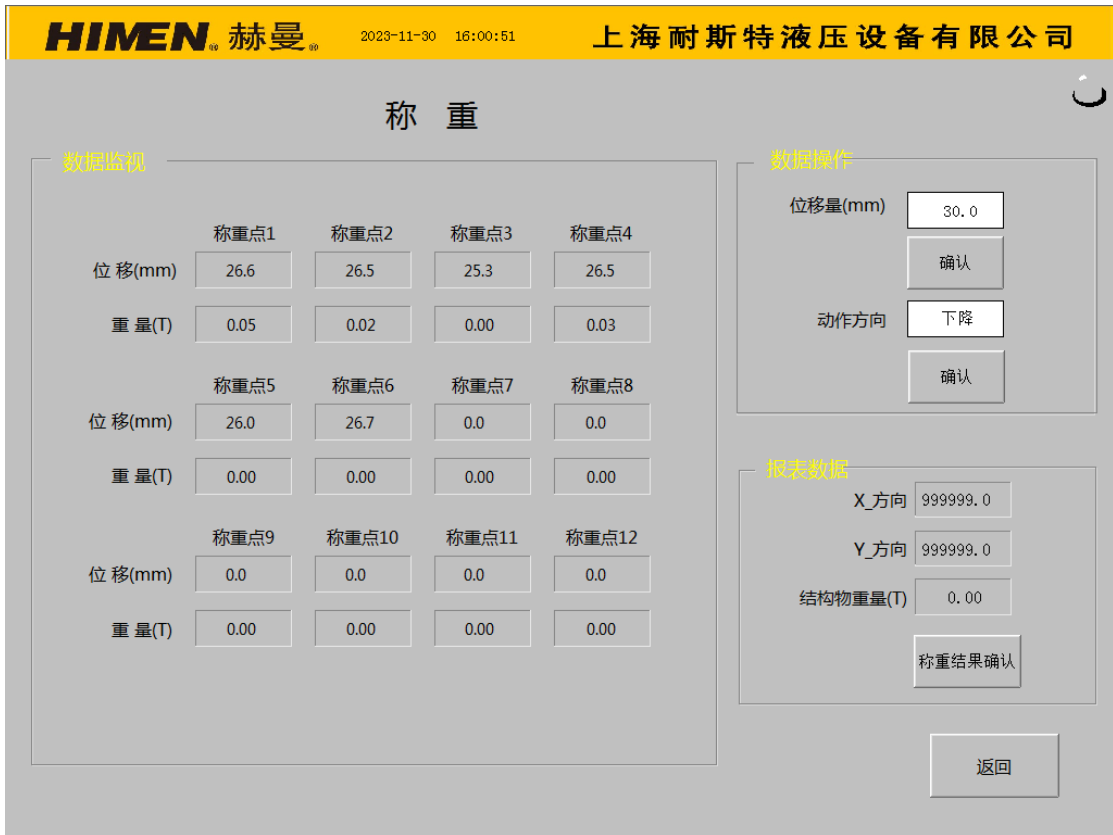 HIMEN® 赫曼® 2023-11-30 16:00:51 上海耐斯特液压设备有限公司
称 重
数据监视
称重点1 称重点2 称重点3 称重点4
位 移(mm) 26.6 26.5 25.3 26.5
重 量(T) 0.05 0.02 0.00 0.03
称重点5 称重点6 称重点7 称重点8
位 移(mm) 26.0 26.7 0.0 0.0
重 量(T) 0.00 0.00 0.00 0.00
称重点9 称重点10 称重点11 称重点12
位 移(mm) 0.0 0.0 0.0 0.0
重 量(T) 0.00 0.00 0.00 0.00
数据操作
位移量(mm) 30.0
确认
动作方向 下降
确认
报表数据
X_方向 999999.0
Y_方向 999999.0
结构物重量(T) 0.00
称重结果确认
返回